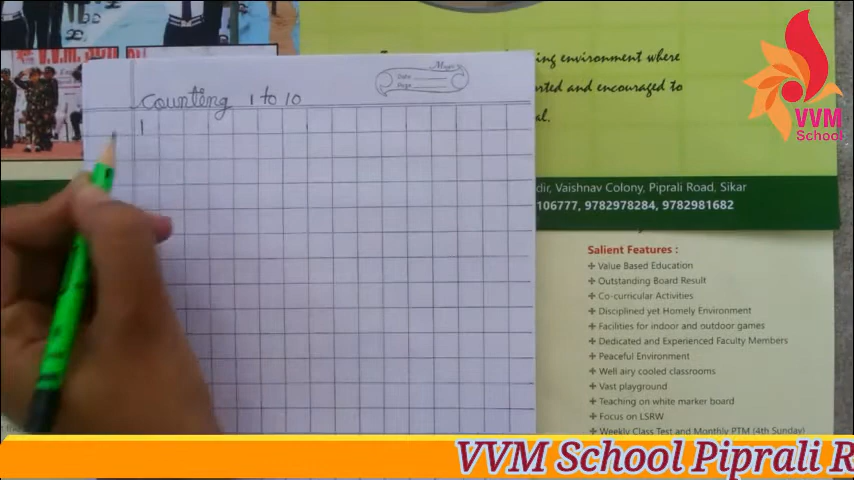 Counting 1 to 10
Date
Page
1
ing environment where
rted and encouraged to
al.
VVM
School
dir, Vaishnav Colony, Piprali Road, Sikar
106777, 9782978284, 9782981682
Salient Features :
Value Based Education
Outstanding Board Result
Co-curricular Activities
Disciplined yet Homely Environment
Facilities for indoor and outdoor games
Dedicated and Experienced Faculty Members
Peaceful Environment
Well airy cooled classrooms
Vast playground
Teaching on white marker board
Focus on LSRW
Weekly Class Test and Monthly PTM (4th Sunday)
VVM School Piprali R